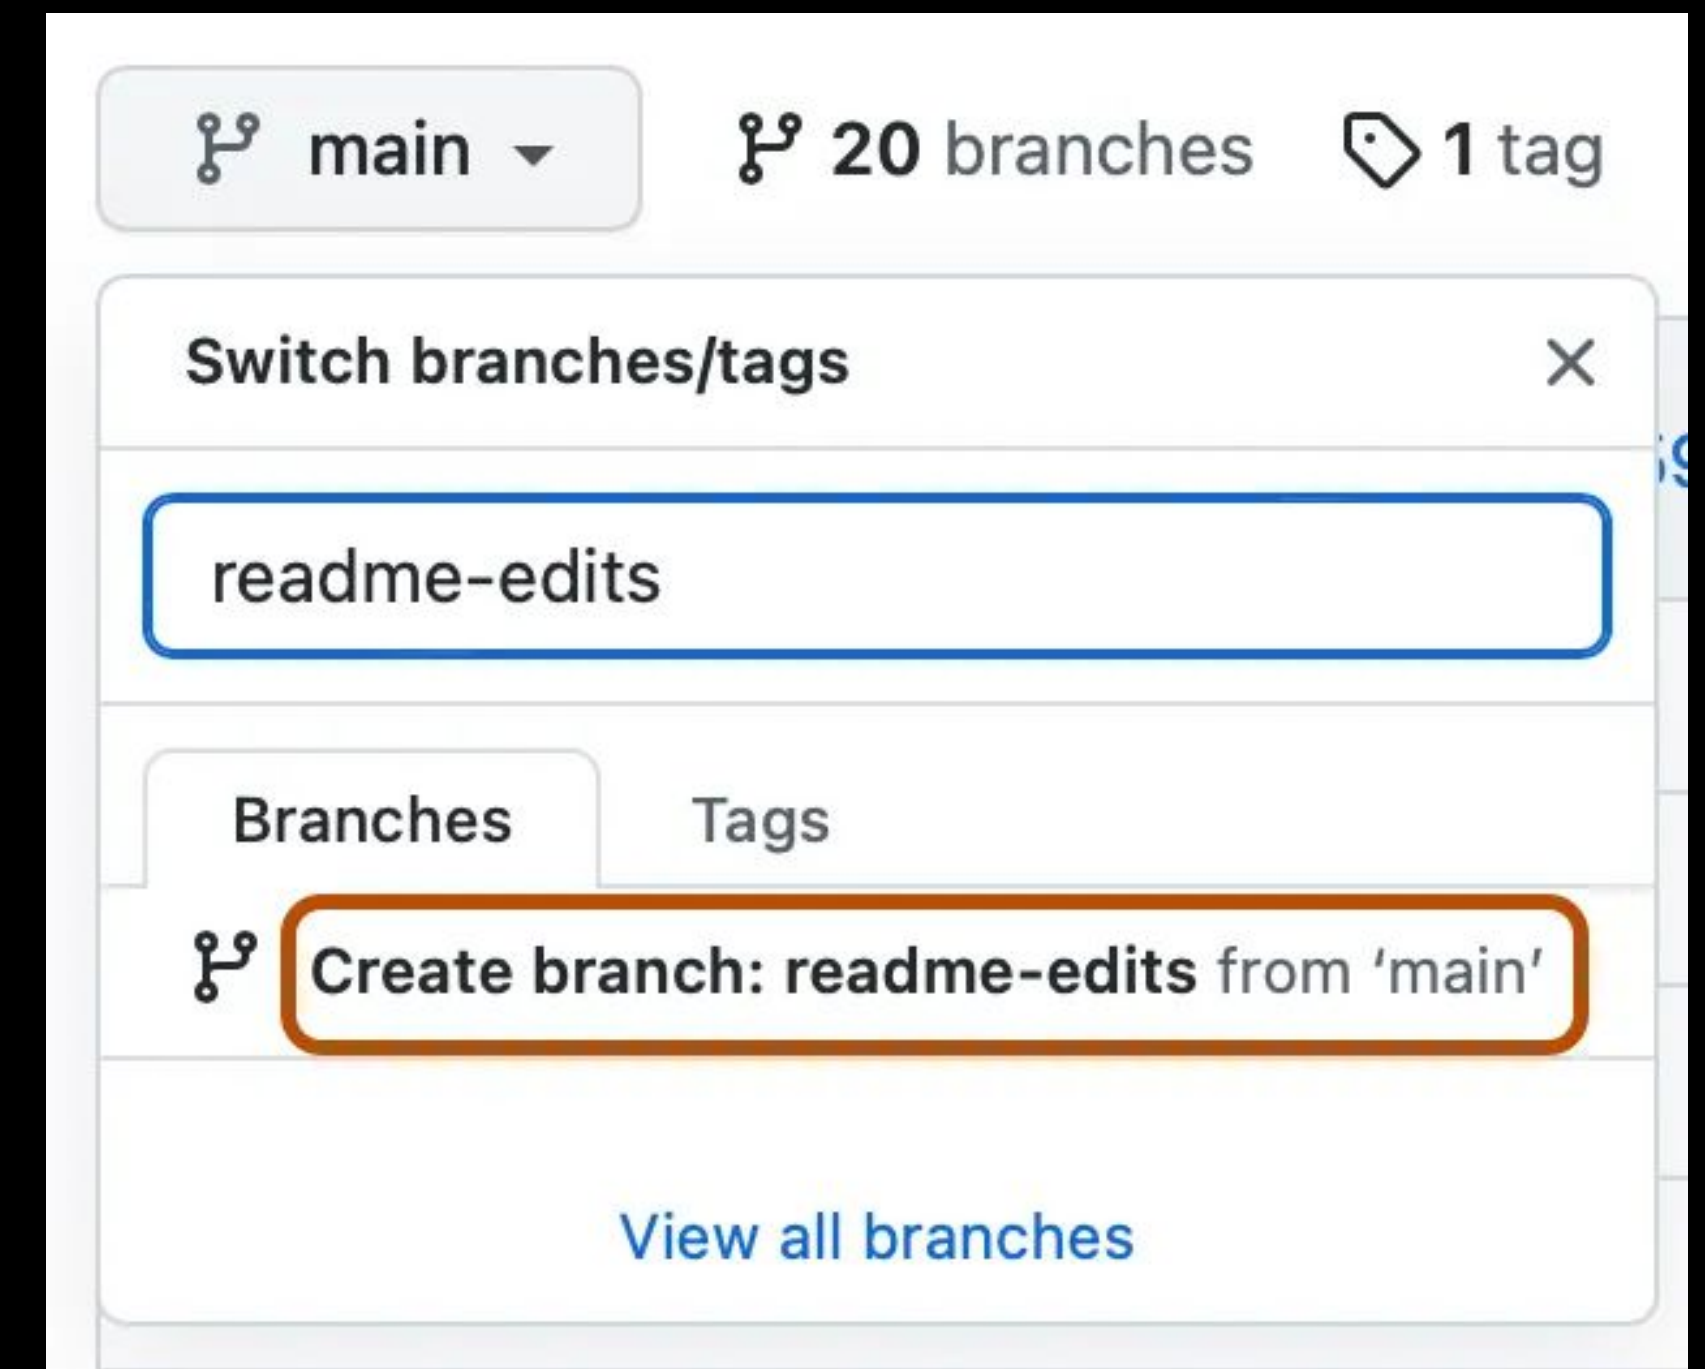 main 20 branches 1 tag
Switch branches/tags
readme-edits
Branches Tags
Create branch: readme-edits from ‘main’
View all branches